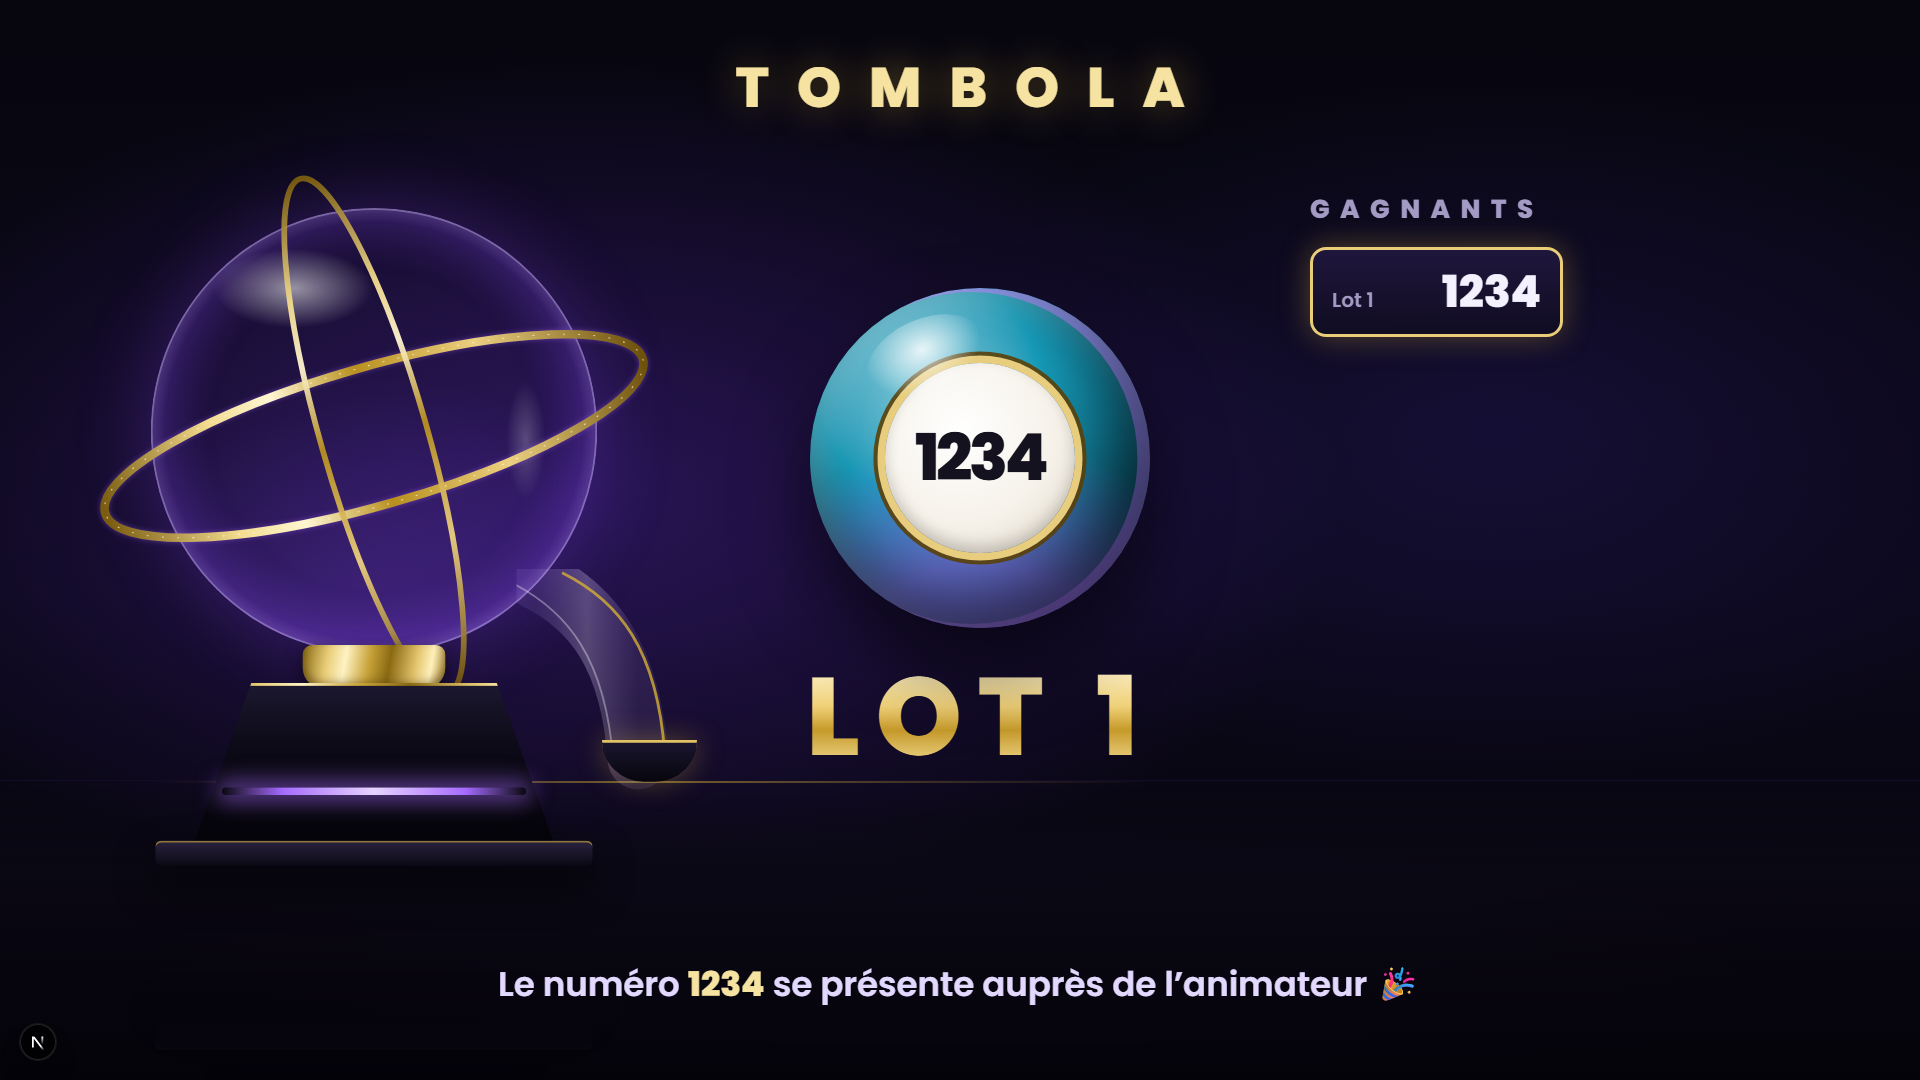 TOMBOLA
GAGNANTS
Lot 1 1234
1234
LOT 1
Le numéro 1234 se présente auprès de l’animateur 🎉
N